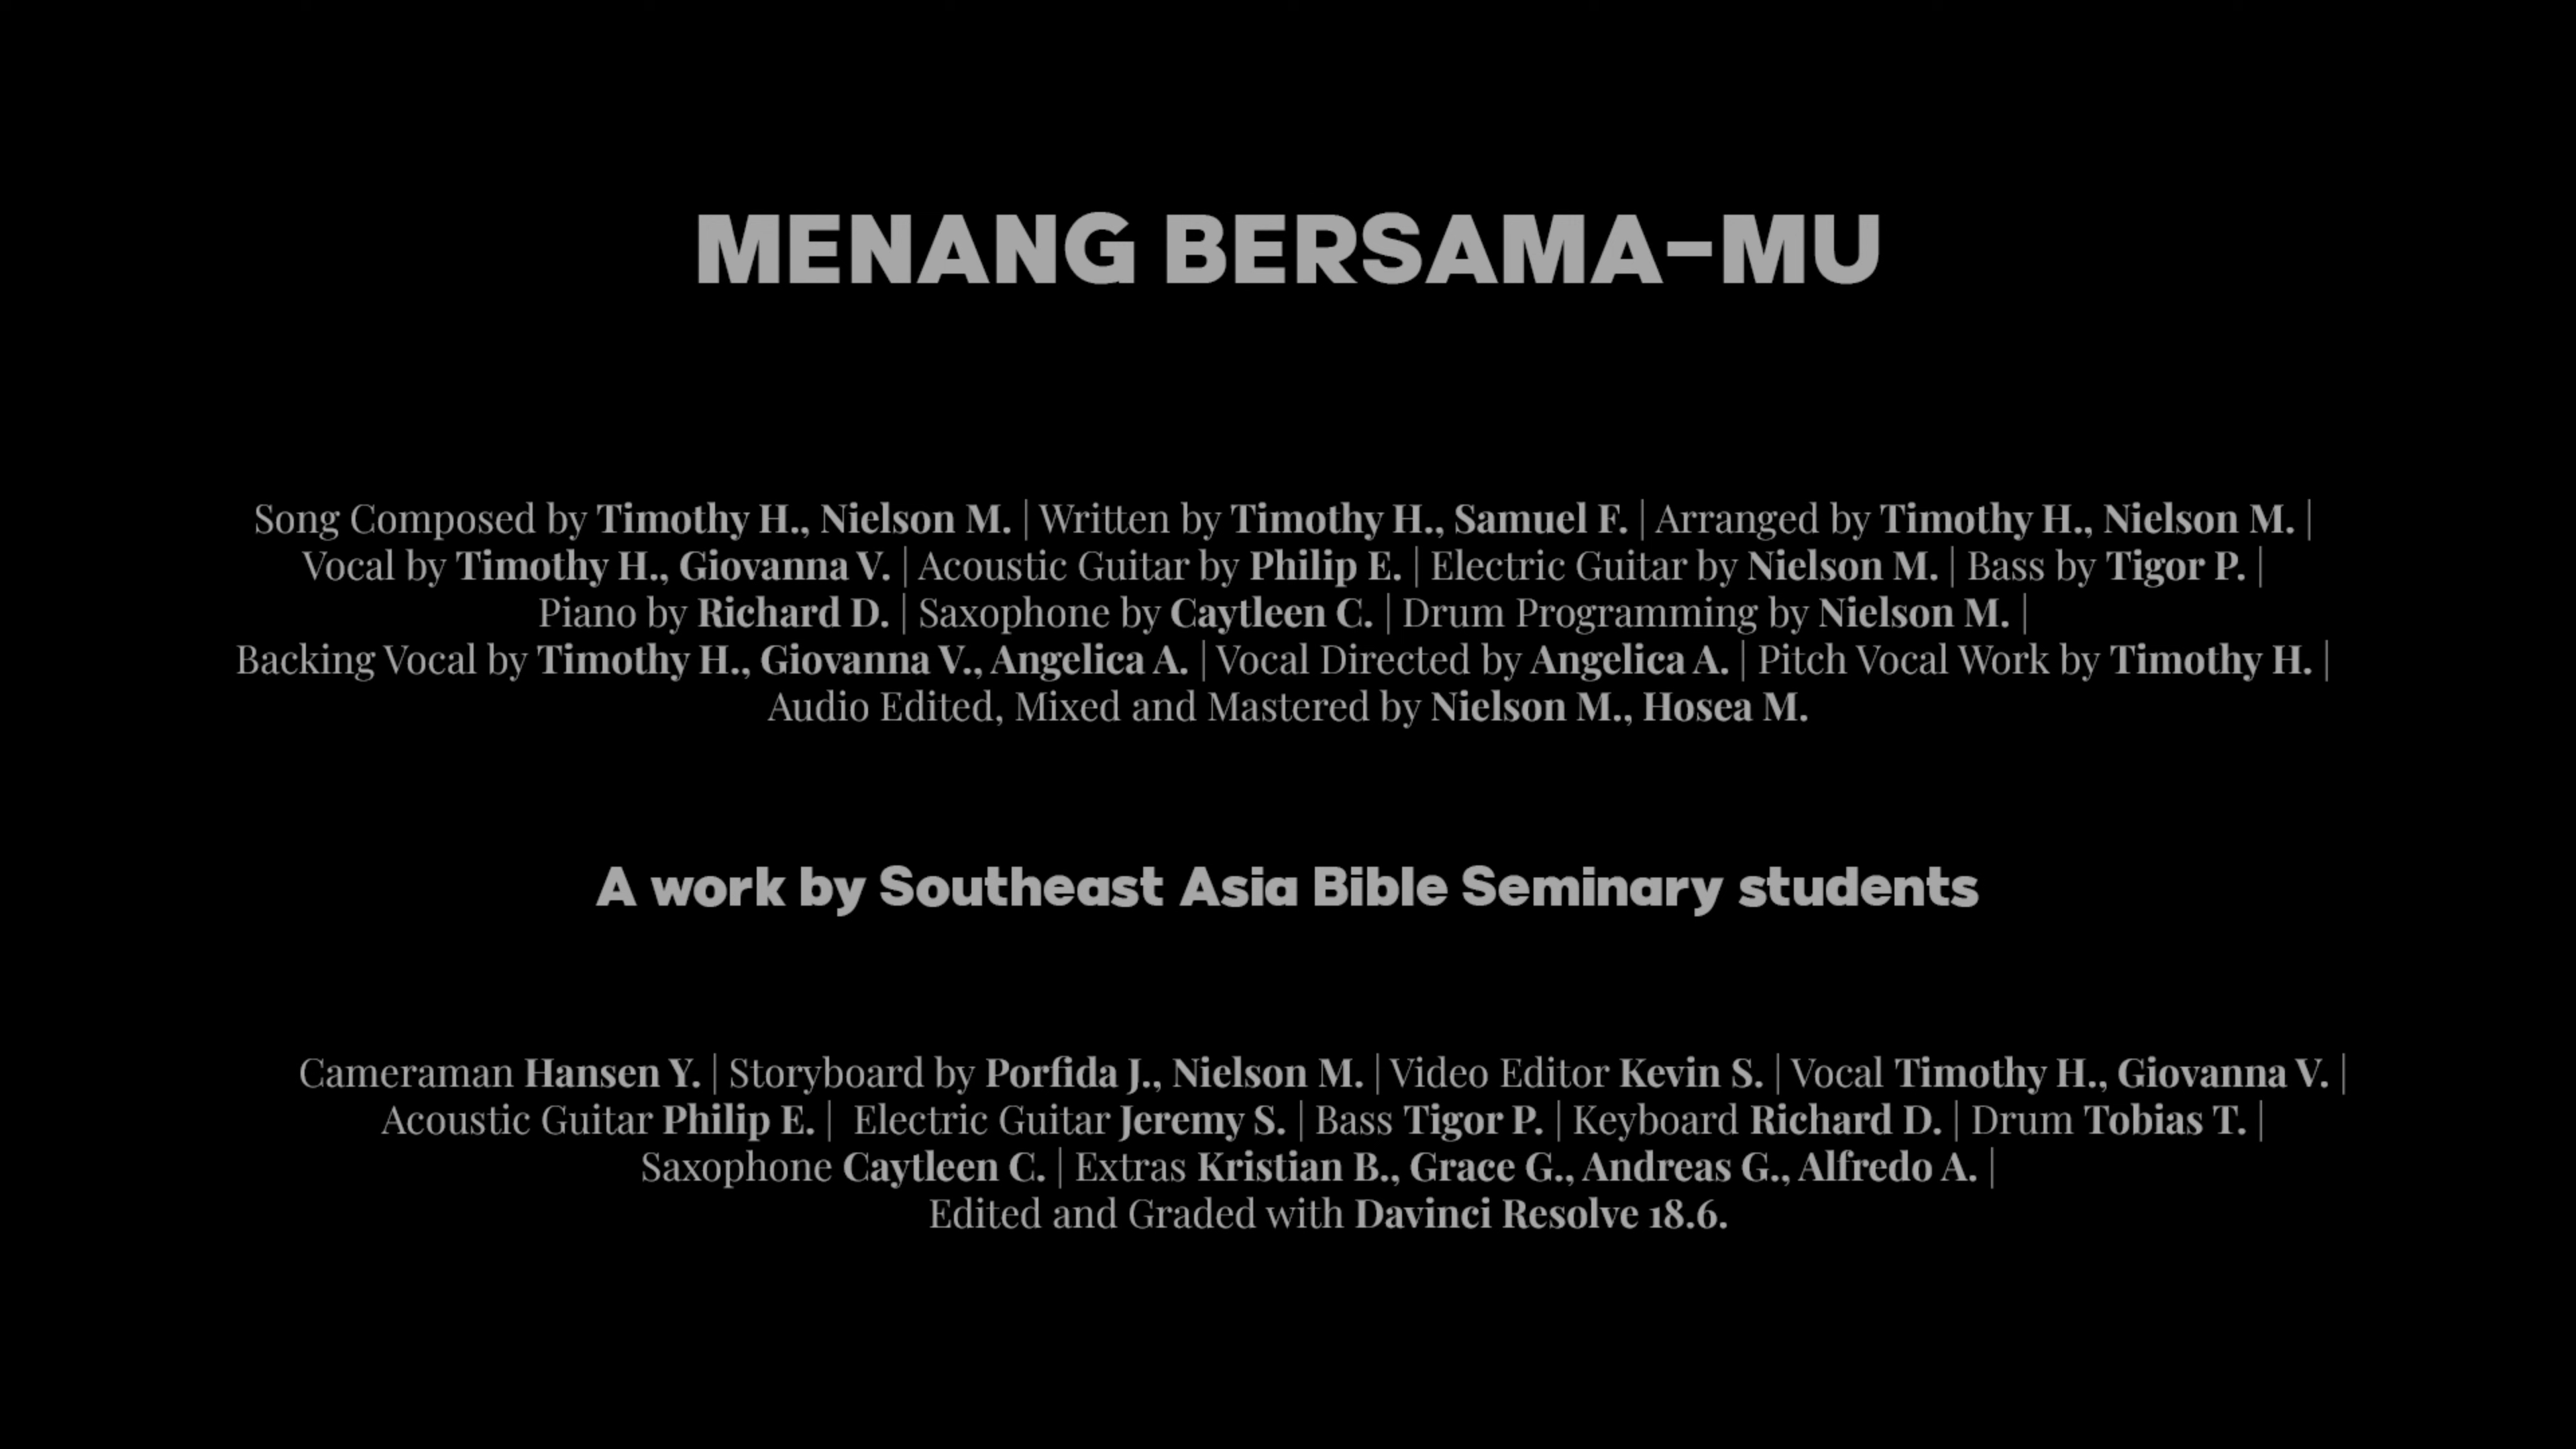 MENANG BERSAMA-MU
Song Composed by Timothy H., Nielson M. | Written by Timothy H., Samuel F. | Arranged by Timothy H., Nielson M. |
Vocal by Timothy H., Giovanna V. | Acoustic Guitar by Philip E. | Electric Guitar by Nielson M. | Bass by Tigor P. |
Piano by Richard D. | Saxophone by Caytleen C. | Drum Programming by Nielson M. |
Backing Vocal by Timothy H., Giovanna V., Angelica A. | Vocal Directed by Angelica A. | Pitch Vocal Work by Timothy H. |
Audio Edited, Mixed and Mastered by Nielson M., Hosea M.
A work by Southeast Asia Bible Seminary students
Cameraman Hansen Y. | Storyboard by Porfida J., Nielson M. | Video Editor Kevin S. | Vocal Timothy H., Giovanna V. |
Acoustic Guitar Philip E. | Electric Guitar Jeremy S. | Bass Tigor P. | Keyboard Richard D. | Drum Tobias T. |
Saxophone Caytleen C. | Extras Kristian B., Grace G., Andreas G., Alfredo A. |
Edited and Graded with Davinci Resolve 18.6.